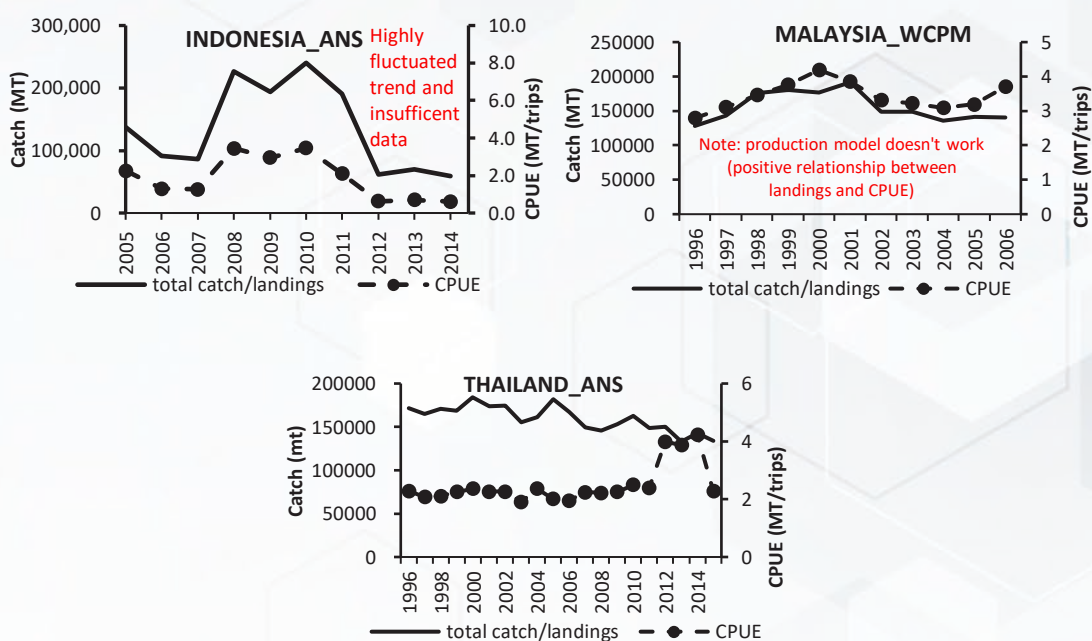 INDONESIA_ANS
Highly
fluctuated
trend and
insufficent
data
Catch (MT)
300,000
200,000
100,000
0
10.0
8.0
6.0
4.0
2.0
0.0
CPUE (MT/trips)
2005
2006
2007
2008
2009
2010
2011
2012
2013
2014
total catch/landings
CPUE
MALAYSIA_WCPM
Catch (MT)
250000
200000
150000
100000
50000
0
Note: production model doesn't work
(positive relationship between
landings and CPUE)
5
4
3
2
1
0
CPUE (MT/trips)
1996
1997
1998
1999
2000
2001
2002
2003
2004
2005
2006
total catch/landings
CPUE
THAILAND_ANS
Catch (mt)
200000
150000
100000
50000
0
6
4
2
0
CPUE (MT/trips)
1996
1998
2000
2002
2004
2006
2008
2010
2012
2014
total catch/landings
CPUE